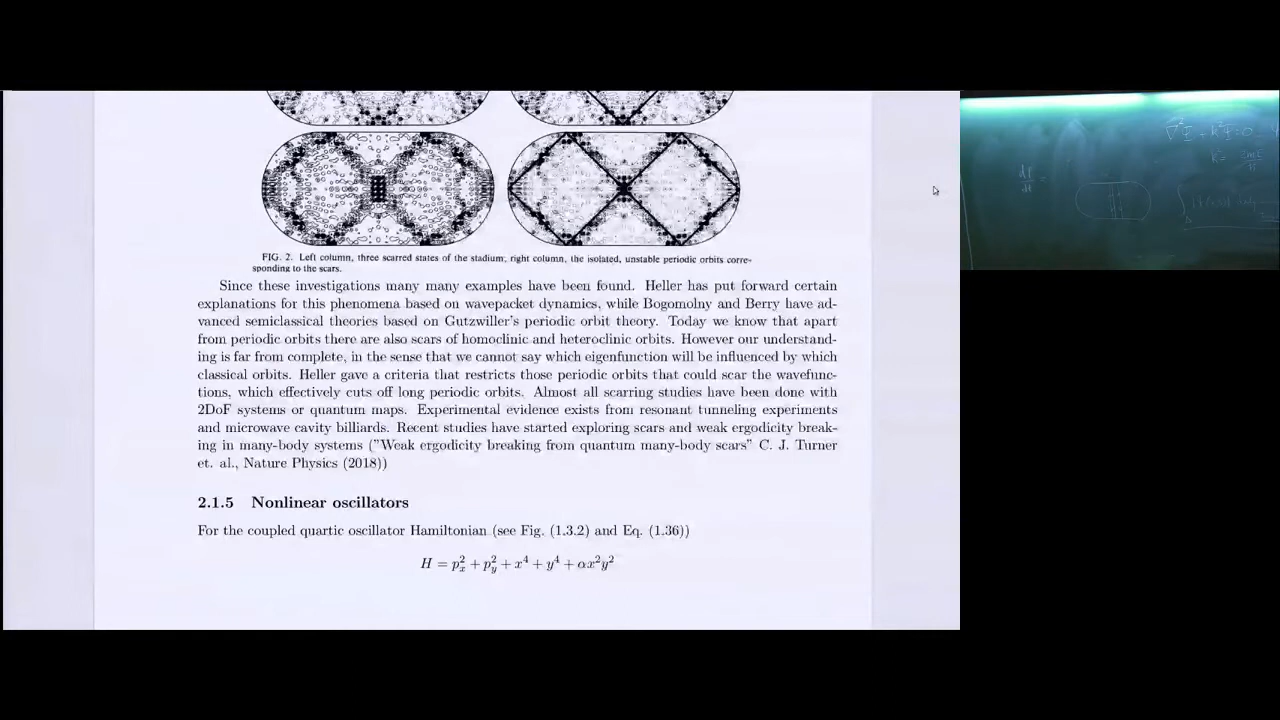 FIG. 2. Left column, three scarred states of the stadium; right column, the isolated, unstable periodic orbits corre-
sponding to the scars.
Since these investigations many many examples have been found. Heller has put forward certain
explanations for this phenomena based on wavepacket dynamics, while Bogomolny and Berry have ad-
vanced semiclassical theories based on Gutzwiller's periodic orbit theory. Today we know that apart
from periodic orbits there are also scars of homoclinic and heteroclinic orbits. However our understand-
ing is far from complete, in the sense that we cannot say which eigenfunction will be influenced by which
classical orbits. Heller gave a criteria that restricts those periodic orbits that could scar the wavefunc-
tions, which effectively cuts off long periodic orbits. Almost all scarring studies have been done with
2DoF systems or quantum maps. Experimental evidence exists from resonant tunneling experiments
and microwave cavity billiards. Recent studies have started exploring scars and weak ergodicity break-
ing in many-body systems ("Weak ergodicity breaking from quantum many-body scars" C. J. Turner
et. al., Nature Physics (2018))
2.1.5 Nonlinear oscillators
For the coupled quartic oscillator Hamiltonian (see Fig. (1.3.2) and Eq. (1.36))
H = p_x^2 + p_y^2 + x^4 + y^4 + αx^2y^2